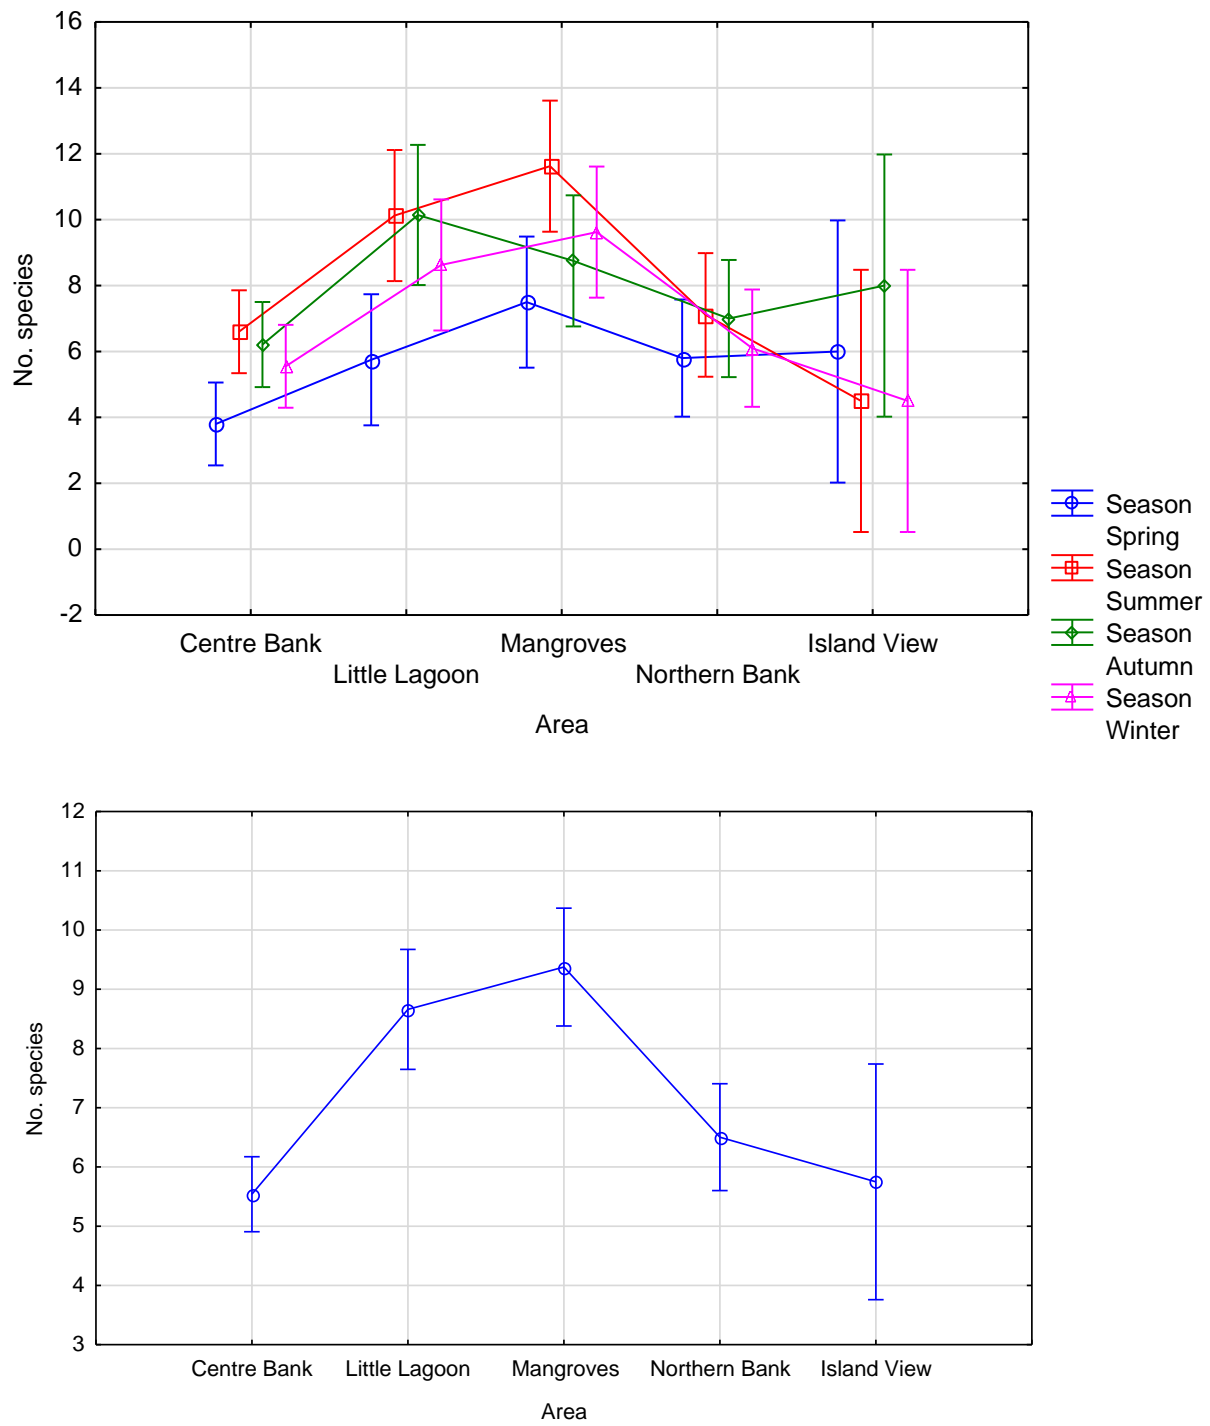 16
14
12
10
8
6
4
2
0
-2
No. species
Centre Bank
Mangroves
Island View
Little Lagoon
Northern Bank
Area
Season
Spring
Season
Summer
Season
Autumn
Season
Winter
12
11
10
9
8
7
6
5
4
3
No. species
Centre Bank
Little Lagoon
Mangroves
Northern Bank
Island View
Area